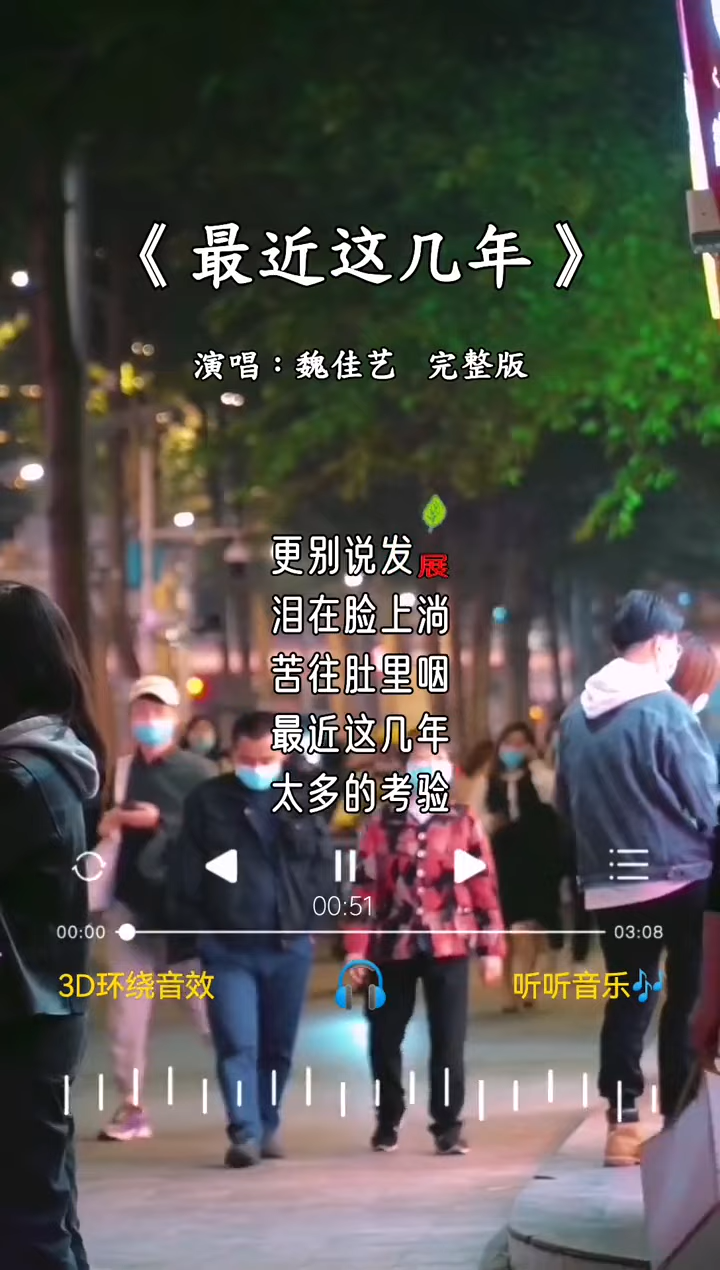 《最近这几年》
演唱：魏佳艺 完整版
更别说发展
泪在脸上淌
苦往肚里咽
最近这几年
太多的考验
00:51
00:00 03:08
3D环绕音效 听听音乐